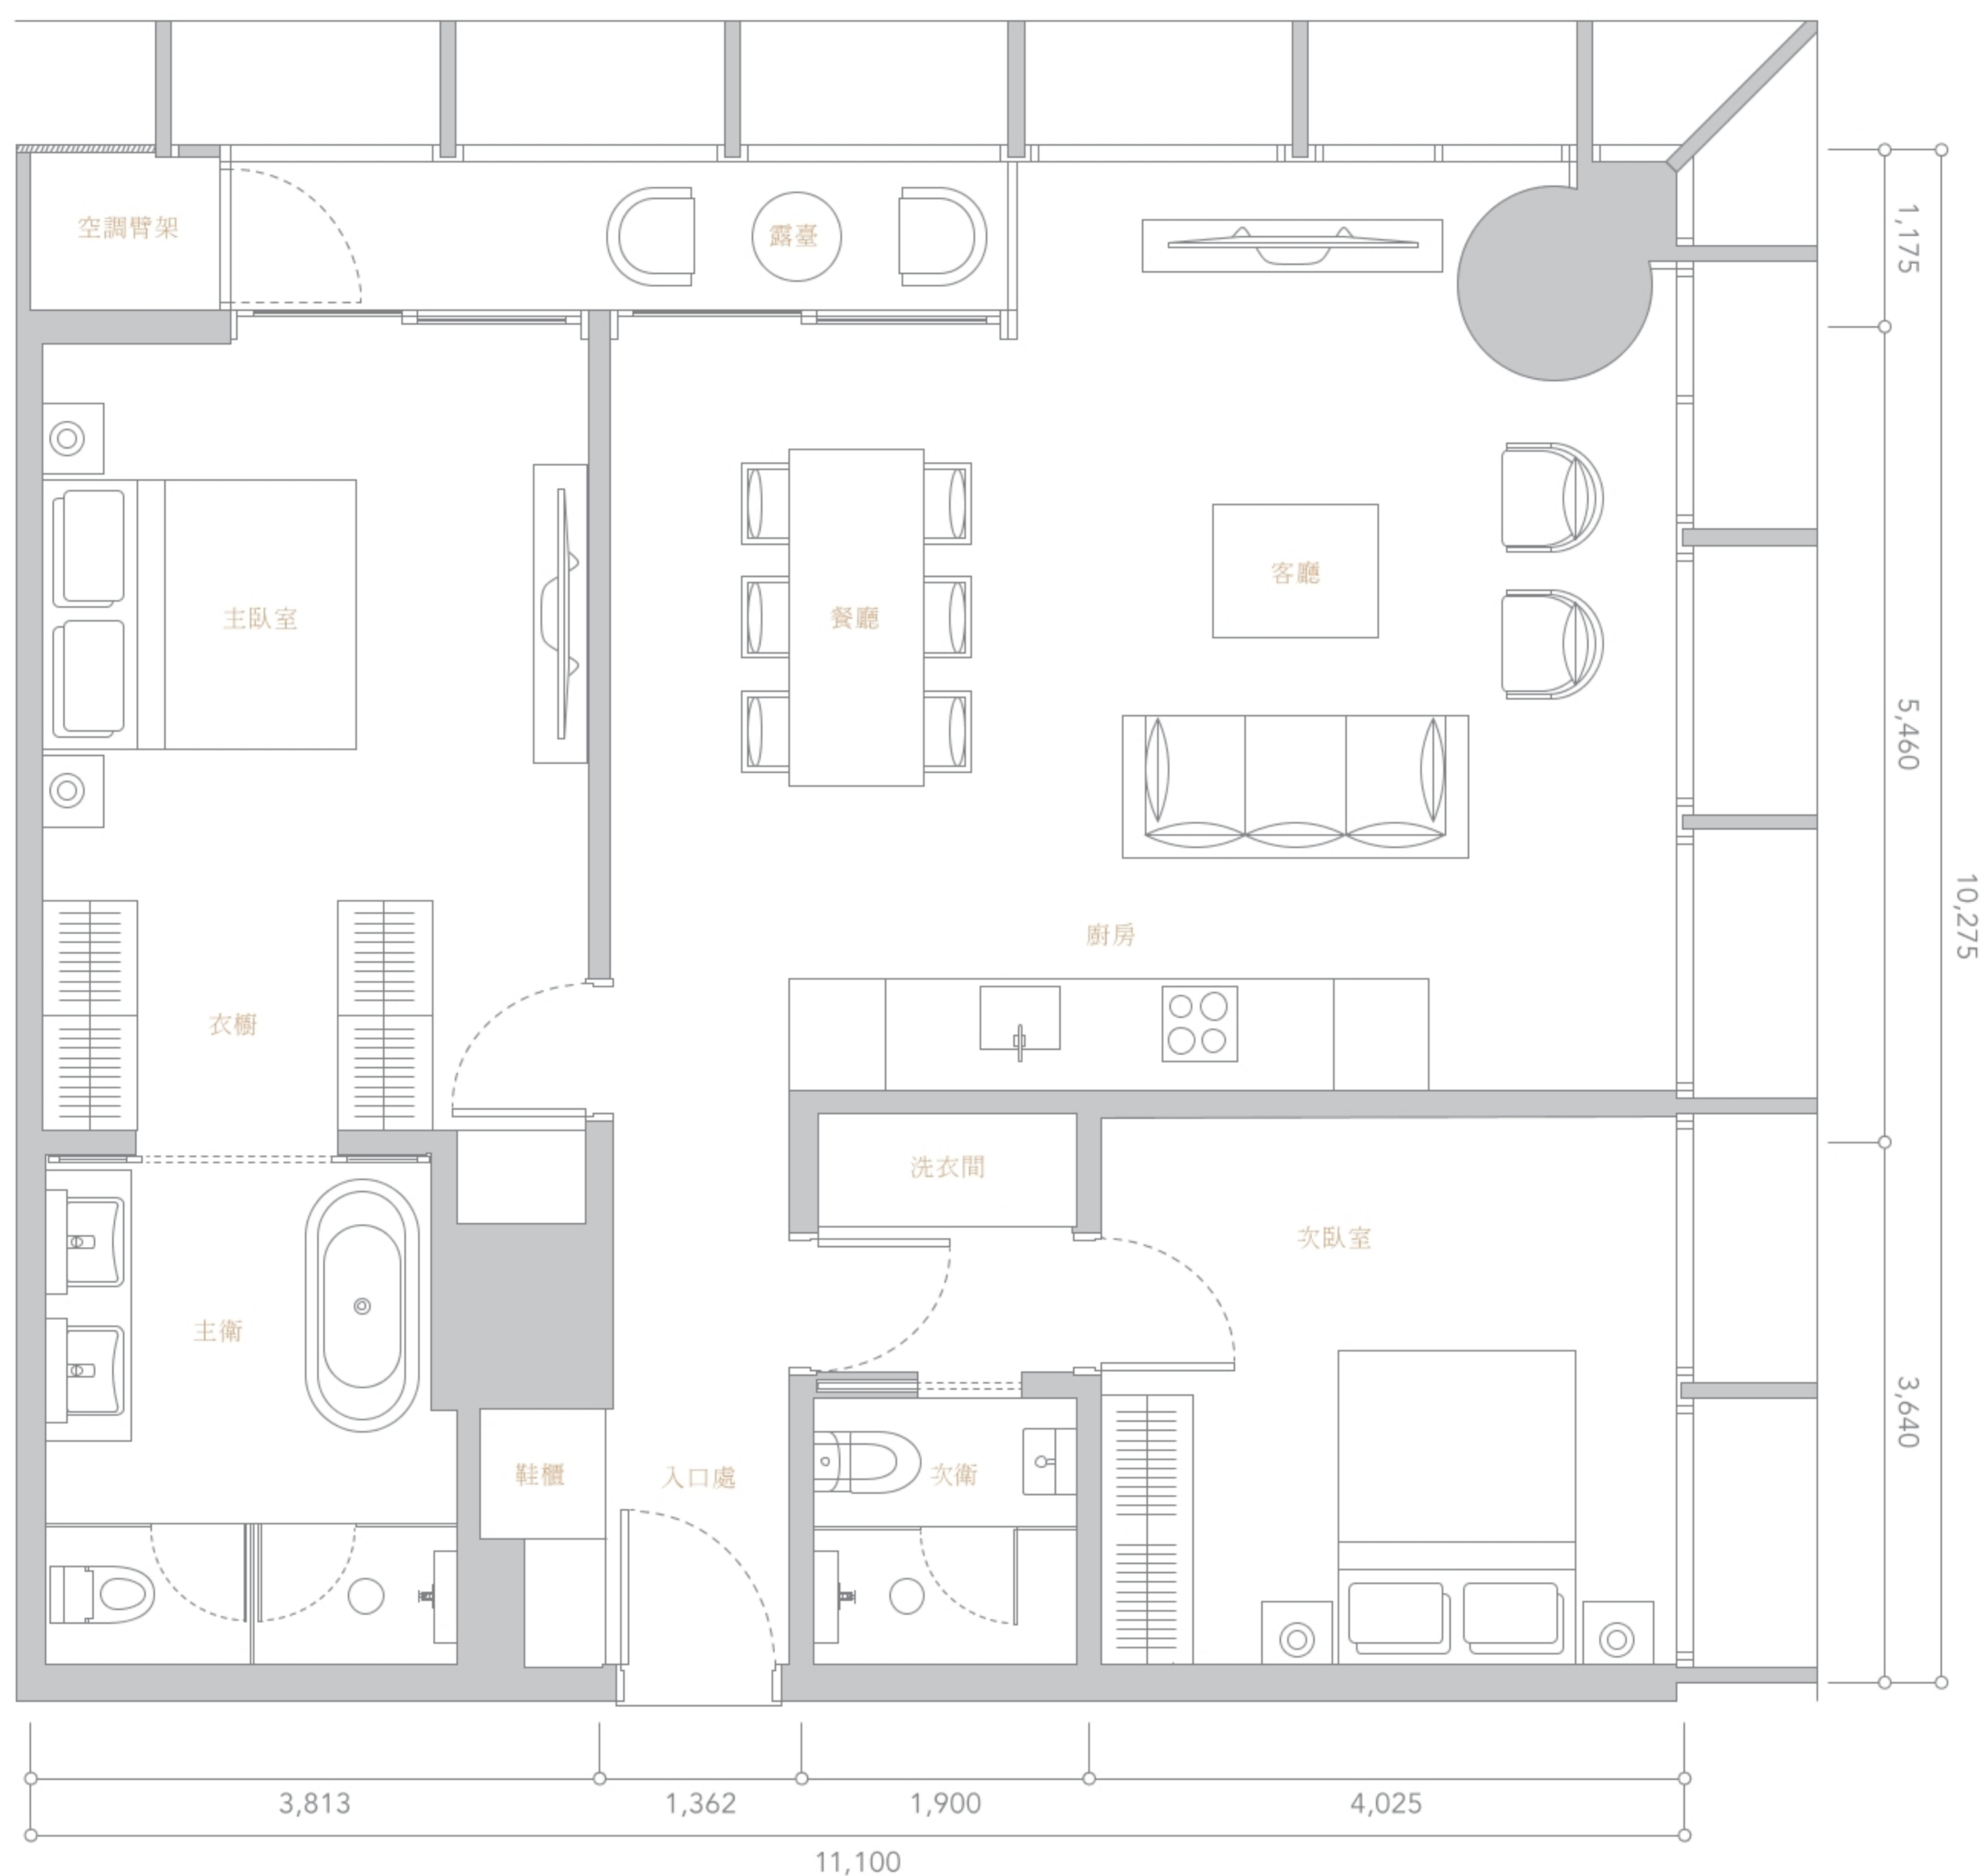 空調臂架
露臺
1,175
主臥室
餐廳
客廳
5,460
10,275
廚房
衣櫥
洗衣間
次臥室
主衛
3,640
鞋櫃
入口處
次衛
3,813
1,362
1,900
4,025
11,100